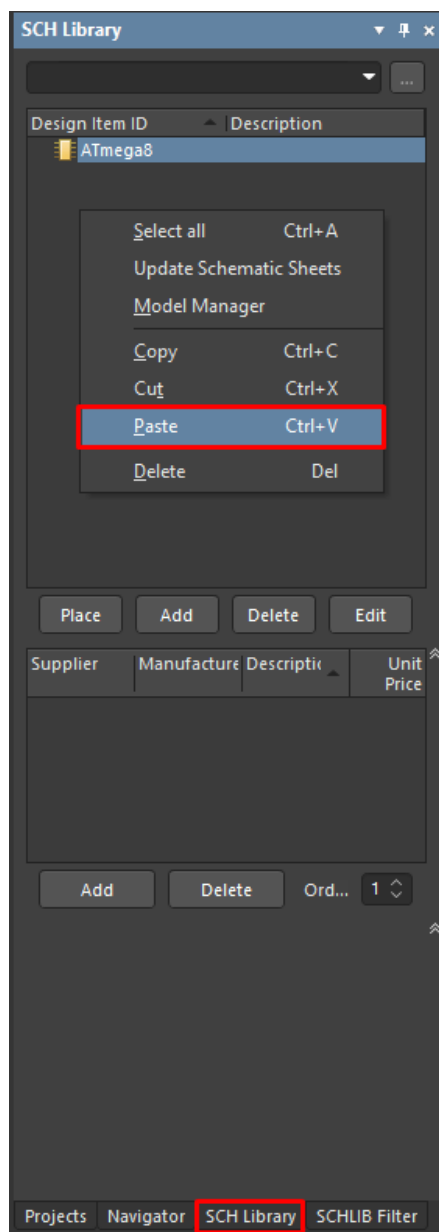 SCH Library
...
Design Item ID Description
ATmega8
Select all Ctrl+A
Update Schematic Sheets
Model Manager
Copy Ctrl+C
Cut Ctrl+X
Paste Ctrl+V
Delete Del
Place Add Delete Edit
Supplier Manufacture Descriptic Unit
Price
Add Delete Ord... 1
Projects Navigator SCH Library SCHLIB Filter